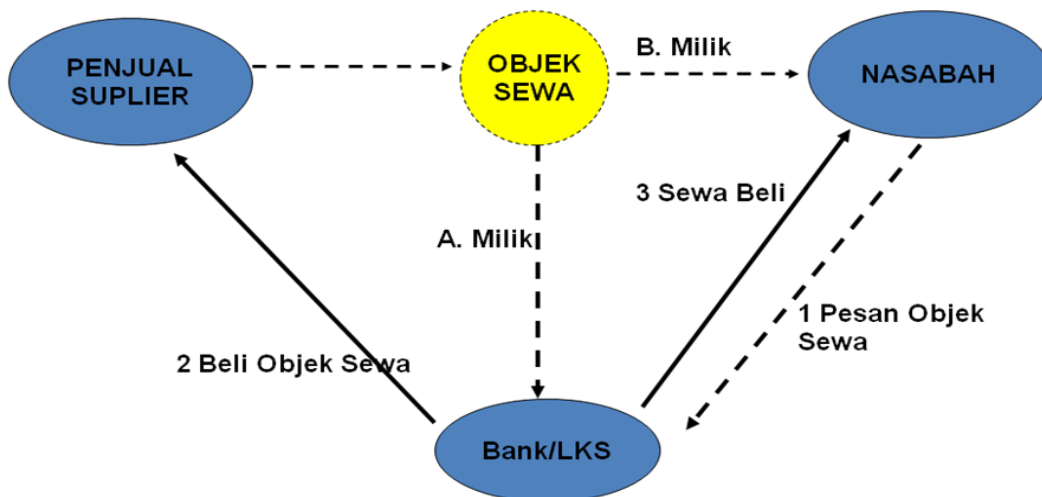 PENJUAL
SUPLIER
OBJEK
SEWA
B. Milik
NASABAH
3 Sewa Beli
A. Milik
1 Pesan Objek
Sewa
2 Beli Objek Sewa
Bank/LKS